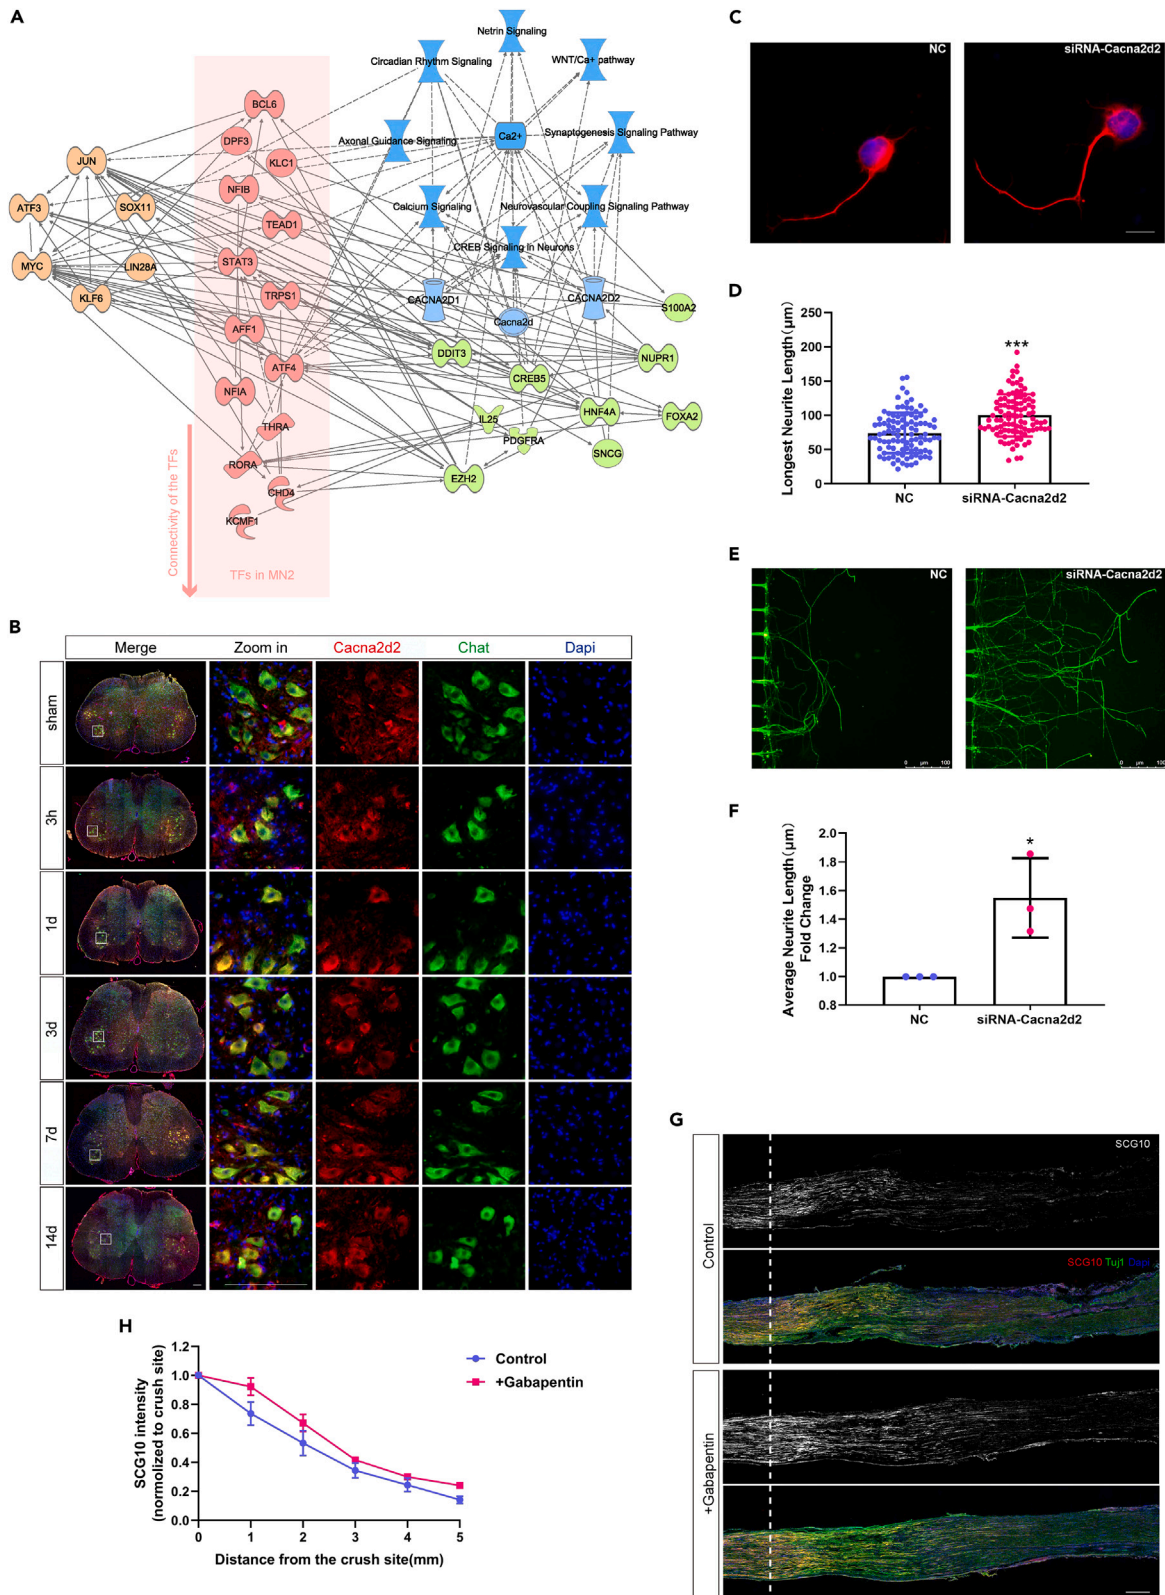 A
Netrin Signaling
Circadian Rhythm Signaling
WNT/Ca+ pathway
BCL6
DPF3
Axonal Guidance Signaling
Ca2+
Synaptogenesis Signaling Pathway
JUN
KLC1
NFIB
ATF3
SOX11
TEAD1
Calcium Signaling
Neurovascular Coupling Signaling Pathway
MYC
LIN28A
STAT3
CREB Signaling In Neurons
KLF6
TRPS1
CACNA2D1
CACNA2D2
S100A2
AFF1
Cacna2d
DDIT3
NUPR1
ATF4
CREB5
NFIA
HNF4A
FOXA2
THRA
IL25
PDGFRA
SNCG
RORA
EZH2
CHD4
KCMF1
Connectivity of the TFs
TFs in MN2
B
Merge
Zoom in
Cacna2d2
Chat
Dapi
sham
3h
1d
3d
7d
14d
C
NC
siRNA-Cacna2d2
D
Longest Neurite Length(μm)
250
200
150
100
50
0
***
NC
siRNA-Cacna2d2
E
NC
siRNA-Cacna2d2
0 μm 100
0 μm 100
F
Average Neurite Length(μm)
Fold Change
2.0
1.8
1.6
1.4
1.2
1.0
0.8
*
NC
siRNA-Cacna2d2
G
Control
SCG10
SCG10 Tuj1 Dapi
+Gabapentin
H
SCG10 intensity
(normalized to crush site)
1.2
1.0
0.8
0.6
0.4
0.2
0.0
0 1 2 3 4 5
Distance from the crush site(mm)
Control
+Gabapentin